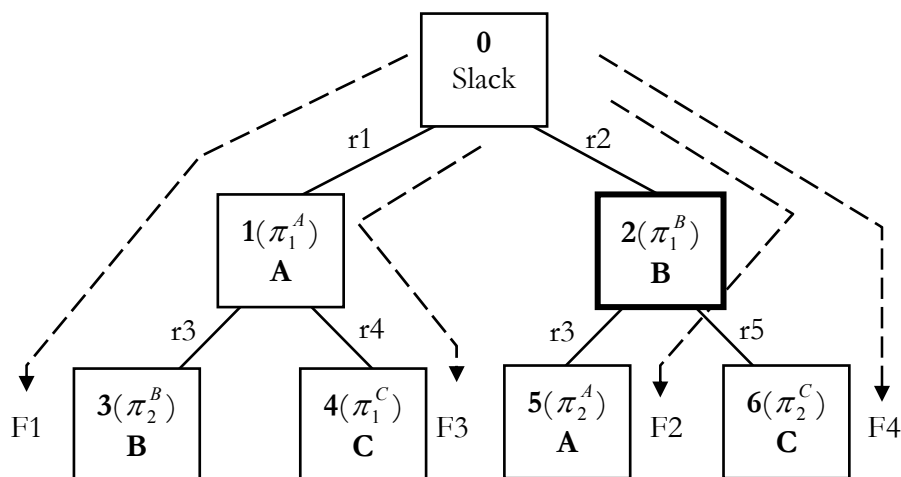 0
Slack
r1
r2
1(π₁ᴬ)
A
2(π₁ᴮ)
B
r3
r4
r3
r5
F1
3(π₂ᴮ)
B
4(π₁ᶜ)
C
F3
5(π₂ᴬ)
A
F2
6(π₂ᶜ)
C
F4